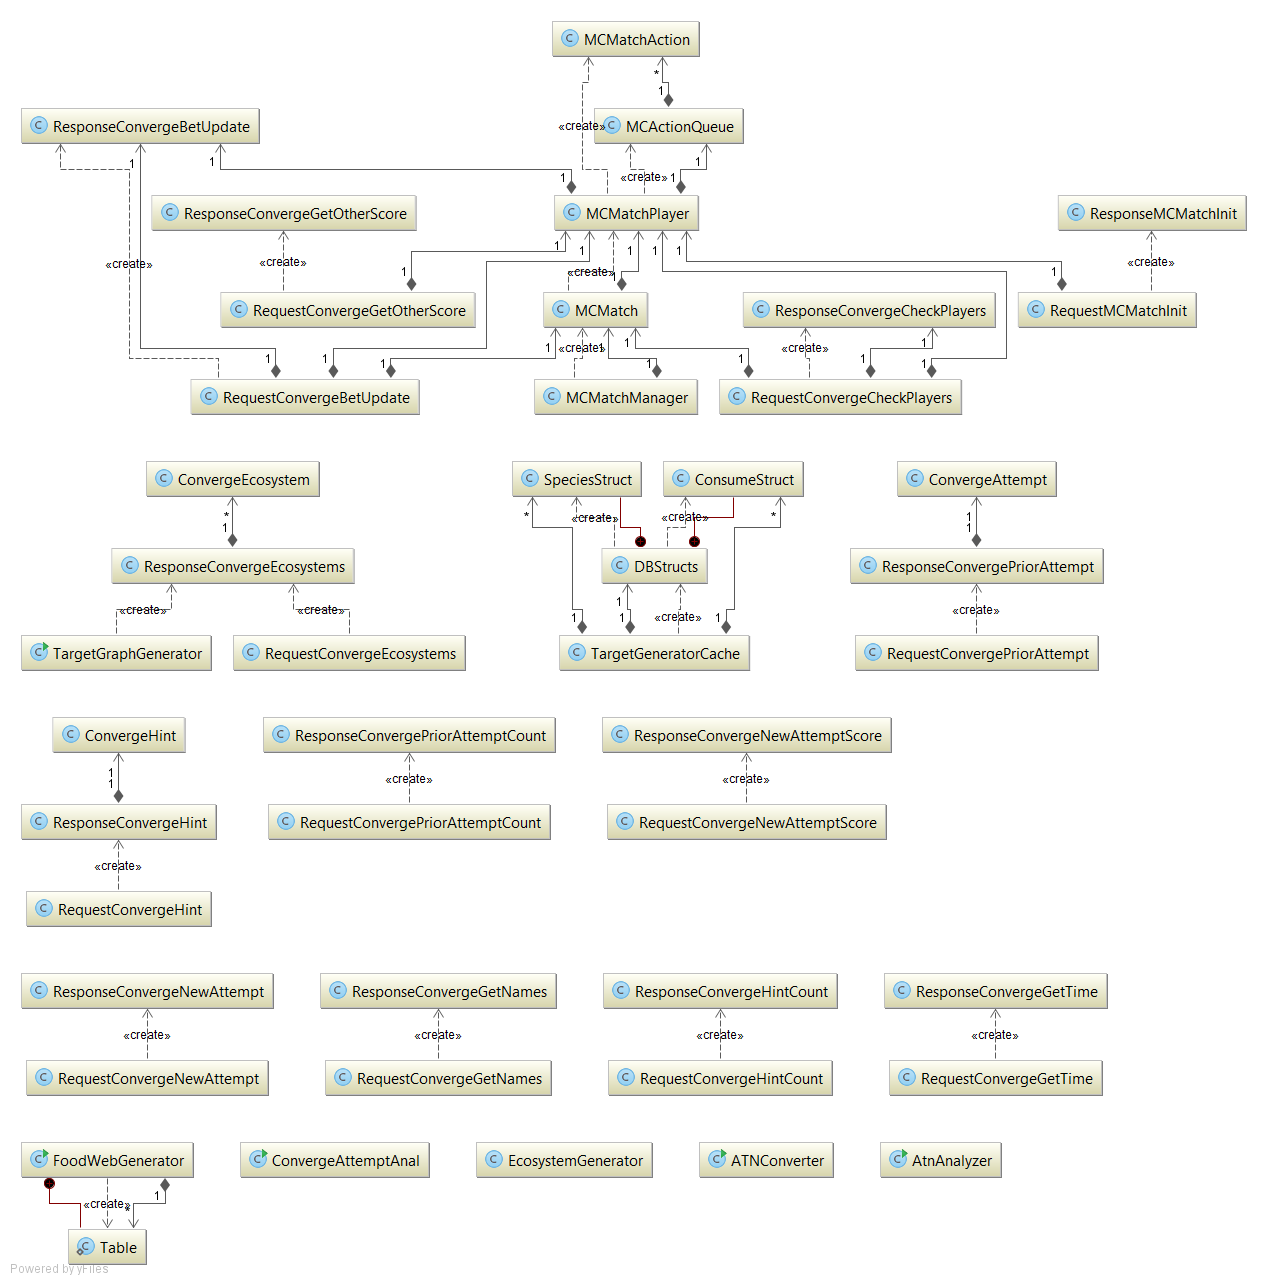 MCMatchAction
*
1
ResponseConvergeBetUpdate
«create»
MCActionQueue
1
1
1
«create»
1
ResponseConvergeGetOtherScore
MCMatchPlayer
ResponseMCMatchInit
«create»
«create»
1
1
1
1
1
«create»
1
«create»
1
1
RequestConvergeGetOtherScore
MCMatch
ResponseConvergeCheckPlayers
RequestMCMatchInit
1
«create»
1
1
«create»
1
1
1
1
1
1
1
1
RequestConvergeBetUpdate
MCMatchManager
RequestConvergeCheckPlayers
ConvergeEcosystem
SpeciesStruct
ConsumeStruct
ConvergeAttempt
*
1
*
«create»
«create»
*
1
1
ResponseConvergeEcosystems
DBStructs
ResponseConvergePriorAttempt
«create»
«create»
1
1
1
«create»
1
«create»
TargetGraphGenerator
RequestConvergeEcosystems
TargetGeneratorCache
RequestConvergePriorAttempt
ConvergeHint
ResponseConvergePriorAttemptCount
ResponseConvergeNewAttemptScore
1
1
«create»
«create»
ResponseConvergeHint
RequestConvergePriorAttemptCount
RequestConvergeNewAttemptScore
«create»
RequestConvergeHint
ResponseConvergeNewAttempt
ResponseConvergeGetNames
ResponseConvergeHintCount
ResponseConvergeGetTime
«create»
«create»
«create»
«create»
RequestConvergeNewAttempt
RequestConvergeGetNames
RequestConvergeHintCount
RequestConvergeGetTime
FoodWebGenerator
ConvergeAttemptAnal
EcosystemGenerator
ATNConverter
AtnAnalyzer
«create»
1
*
Table
Powered by yFiles